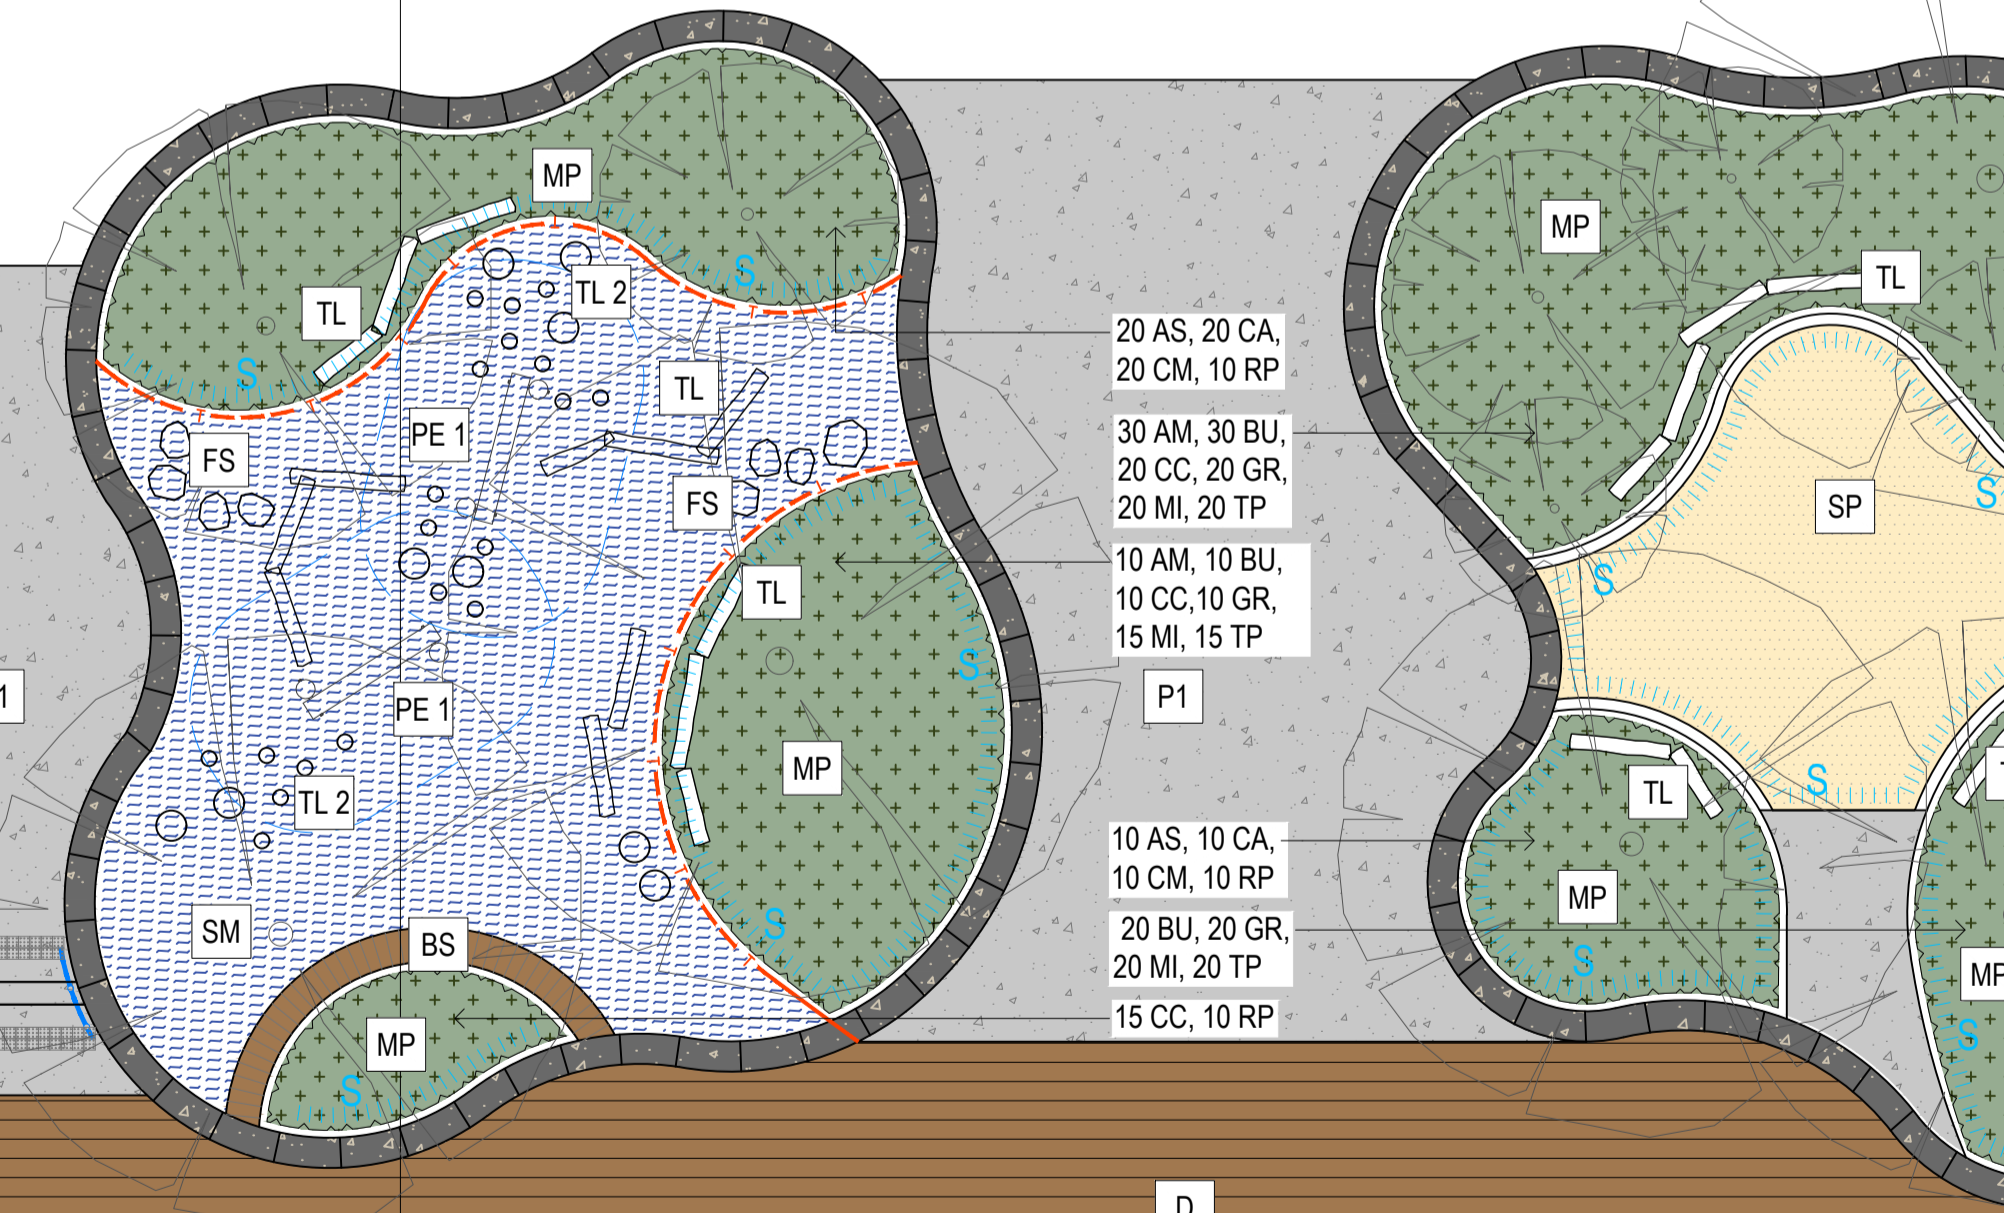 MP
MP
S
TL
TL
TL 2
S
20 AS, 20 CA,
20 CM, 10 RP
S
TL
PE 1
30 AM, 30 BU,
20 CC, 20 GR,
20 MI, 20 TP
FS
FS
S
SP
10 AM, 10 BU,
10 CC,10 GR,
15 MI, 15 TP
S
TL
S
1
PE 1
P1
MP
S
TL
TL 2
10 AS, 10 CA,
10 CM, 10 RP
MP
SM
BS
S
20 BU, 20 GR,
20 MI, 20 TP
S
MP
15 CC, 10 RP
S
MP
S
D